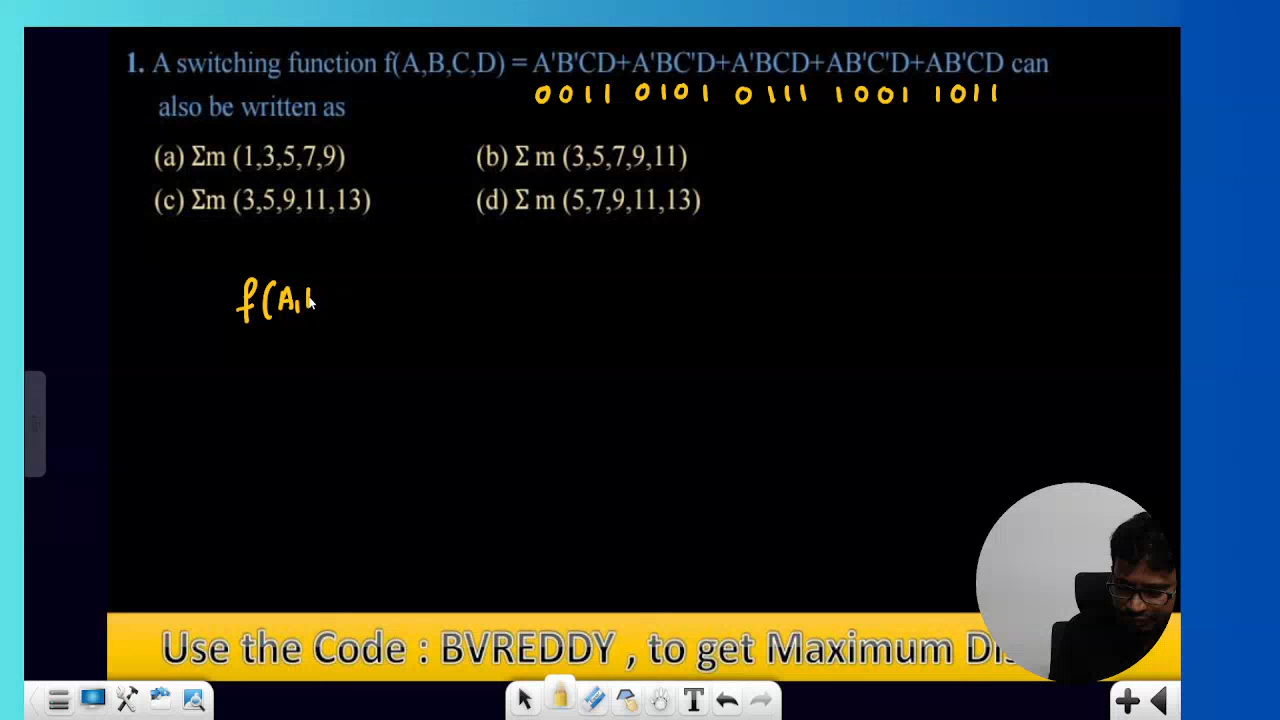 1. A switching function f(A,B,C,D) = A'B'CD+A'BC'D+A'BCD+AB'C'D+AB'CD can
0011 0101 0111 1001 1011
also be written as
(a) Σm (1,3,5,7,9) (b) Σ m (3,5,7,9,11)
(c) Σm (3,5,9,11,13) (d) Σ m (5,7,9,11,13)
f(A,
Use the Code : BVREDDY , to get Maximum
T